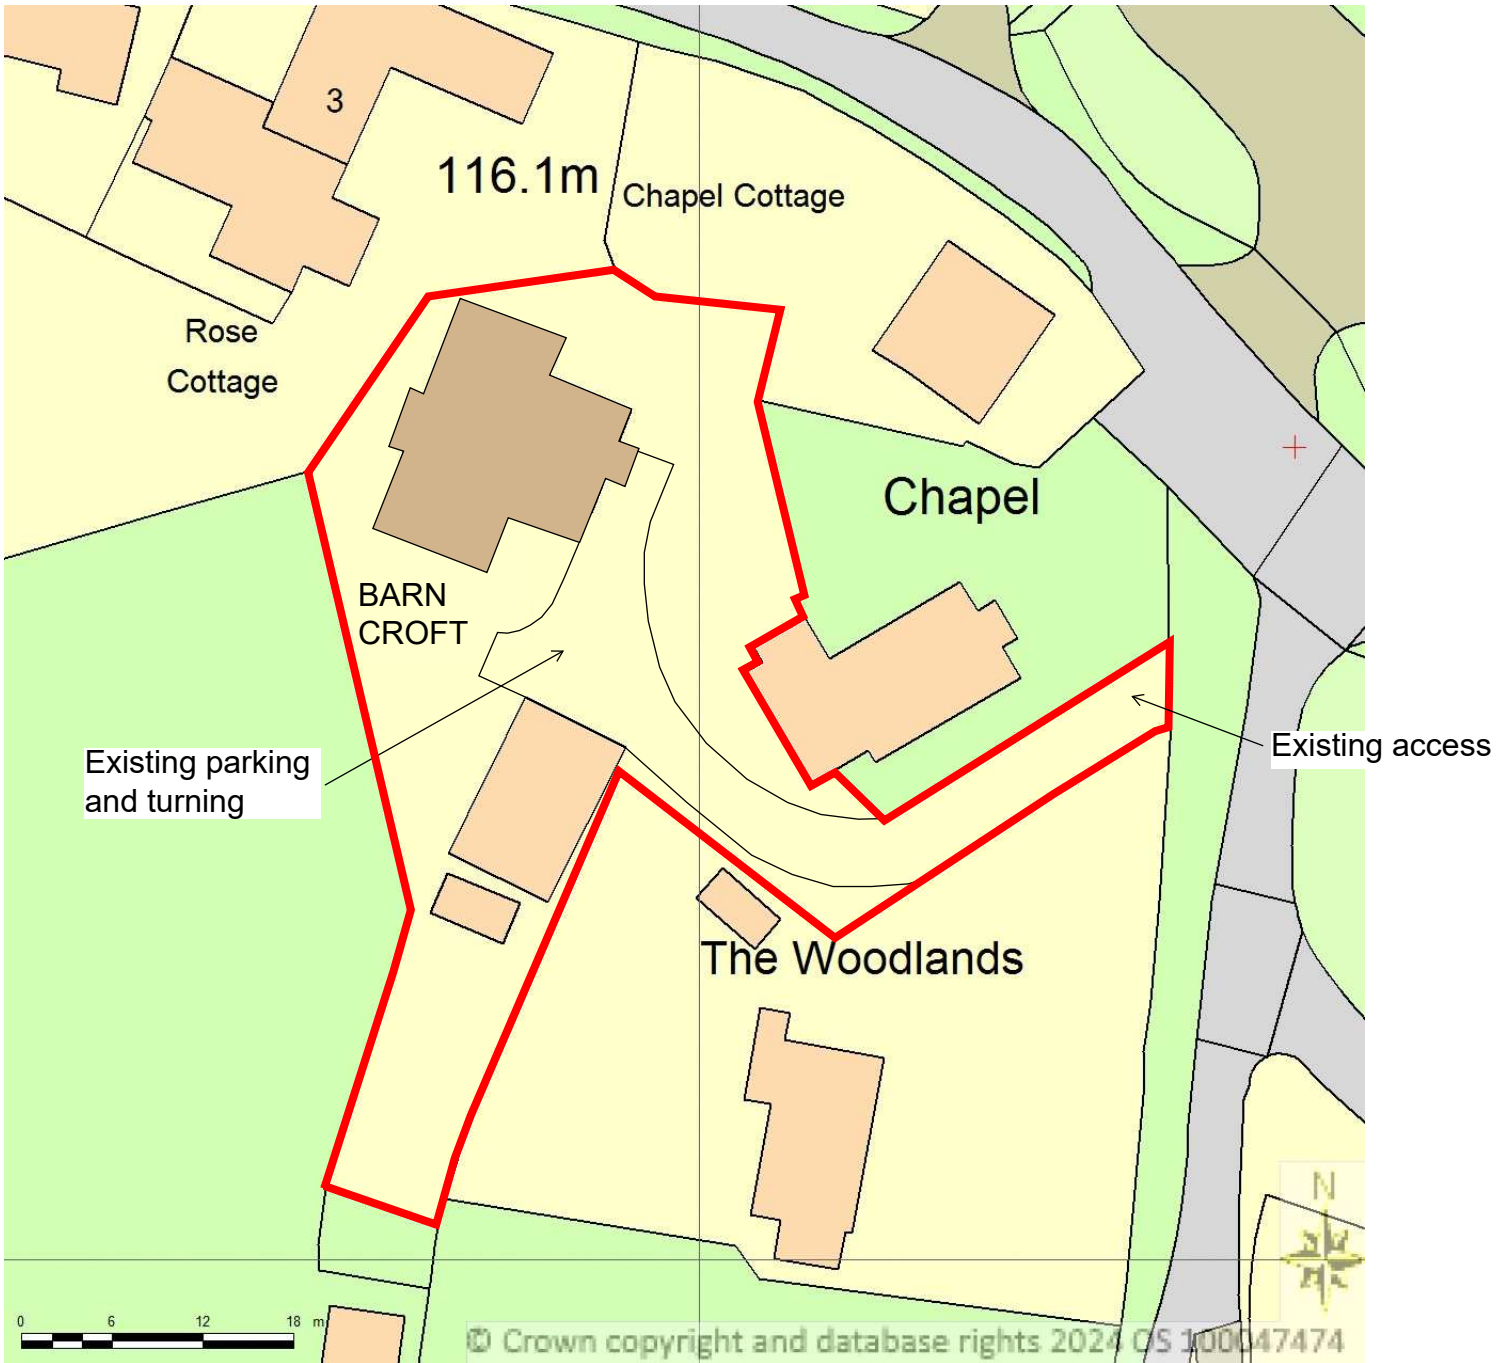 3
116.1m
Chapel Cottage
Rose
Cottage
Chapel
BARN
CROFT
Existing parking
and turning
Existing access
The Woodlands
N
0 6 12 18 m
© Crown copyright and database rights 2024 OS 100047474